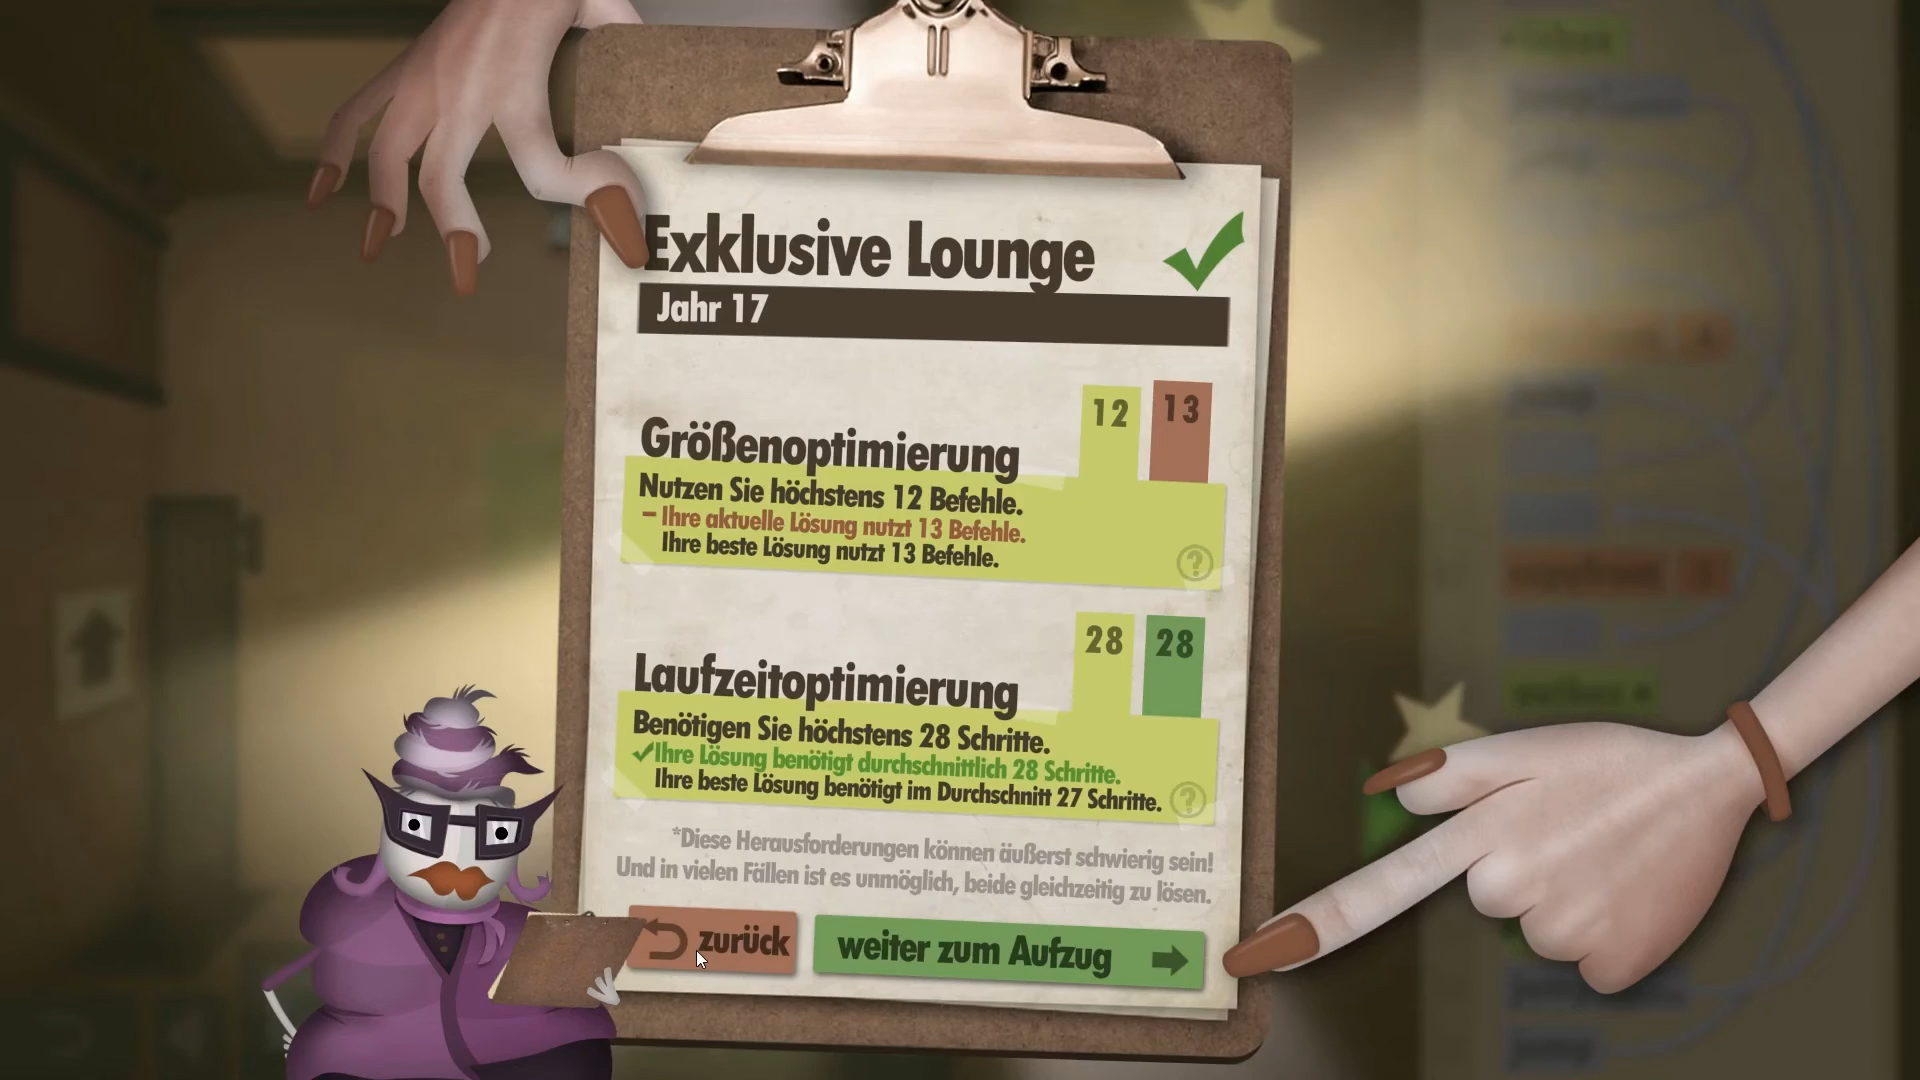 Exklusive Lounge
Jahr 17
12 13
Größenoptimierung
Nutzen Sie höchstens 12 Befehle.
– Ihre aktuelle Lösung nutzt 13 Befehle.
Ihre beste Lösung nutzt 13 Befehle.
?
28 28
Laufzeitoptimierung
Benötigen Sie höchstens 28 Schritte.
✓Ihre Lösung benötigt durchschnittlich 28 Schritte.
Ihre beste Lösung benötigt im Durchschnitt 27 Schritte.
?
*Diese Herausforderungen können äußerst schwierig sein!
Und in vielen Fällen ist es unmöglich, beide gleichzeitig zu lösen.
zurück
weiter zum Aufzug